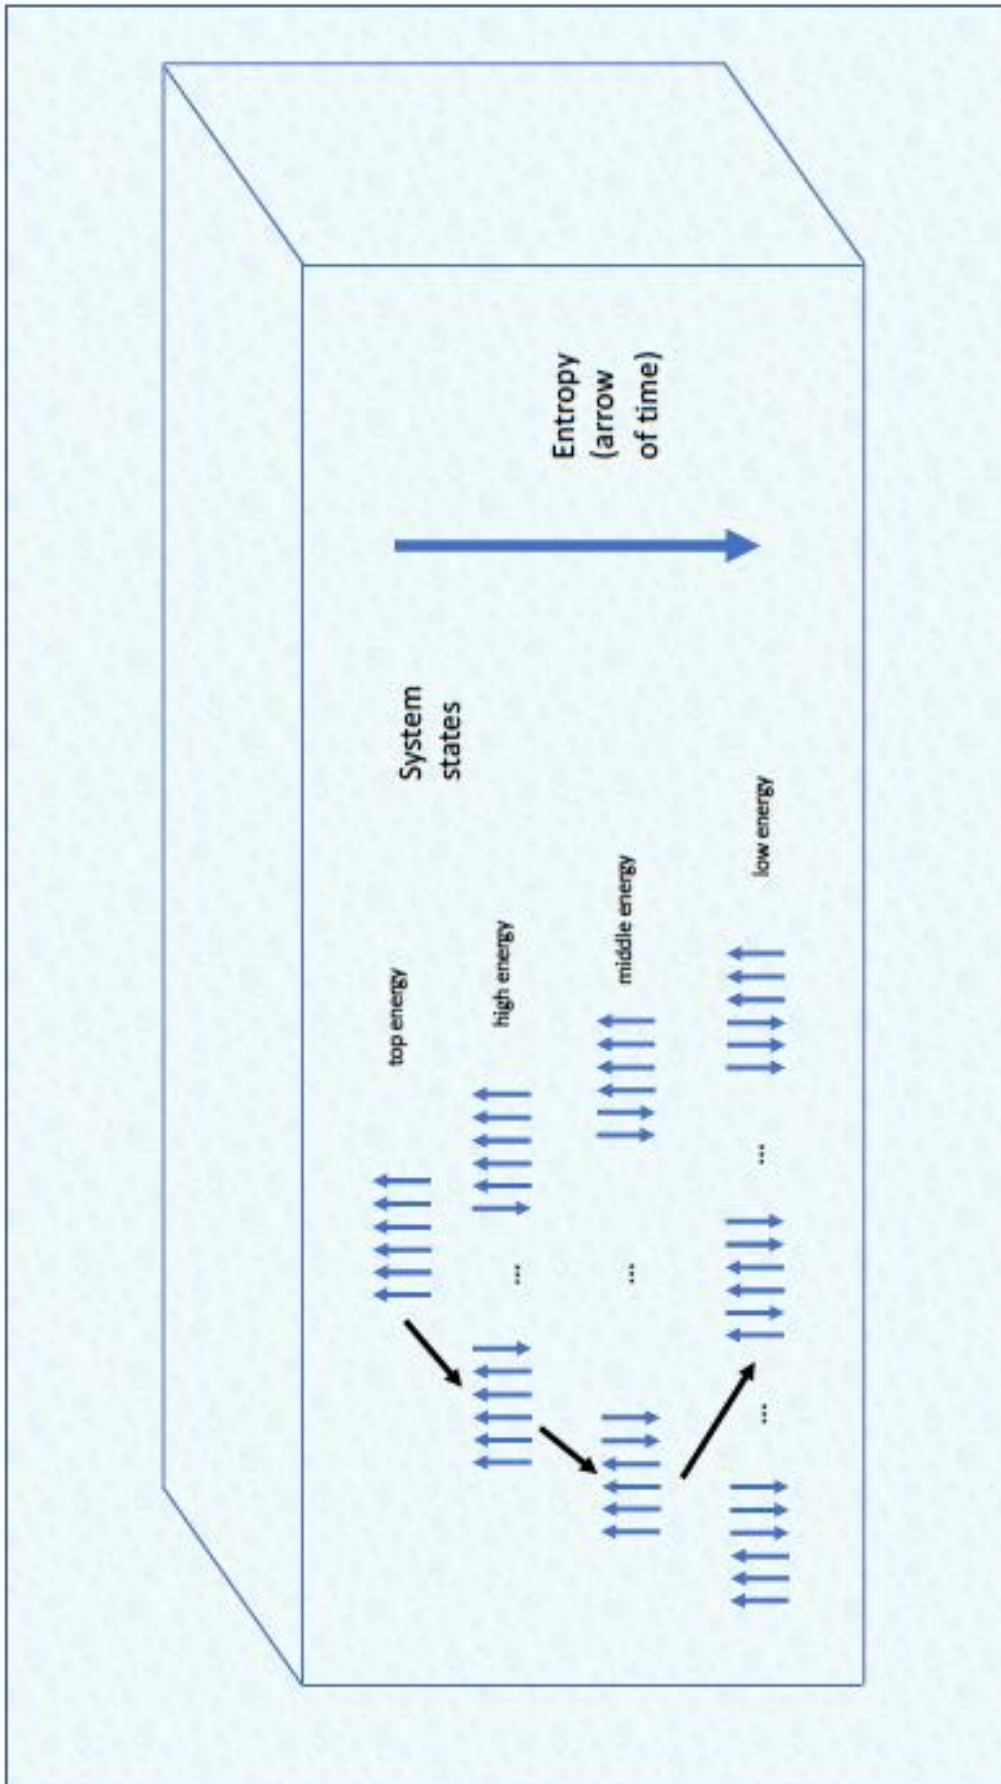 System
states
Entropy
(arrow
of time)
top energy
high energy
...
middle energy
...
low energy
...
...